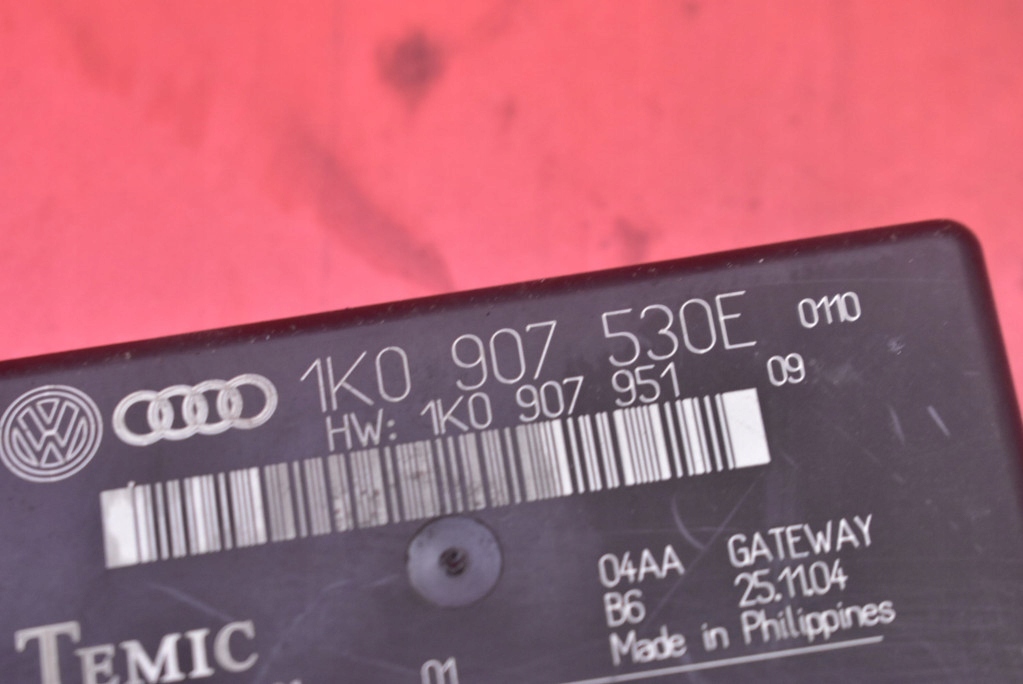 1K0 907 530E 0110
HW: 1K0 907 951 09
04AA GATEWAY
B6 25.11.04
Made in Philippines
TEMIC
01